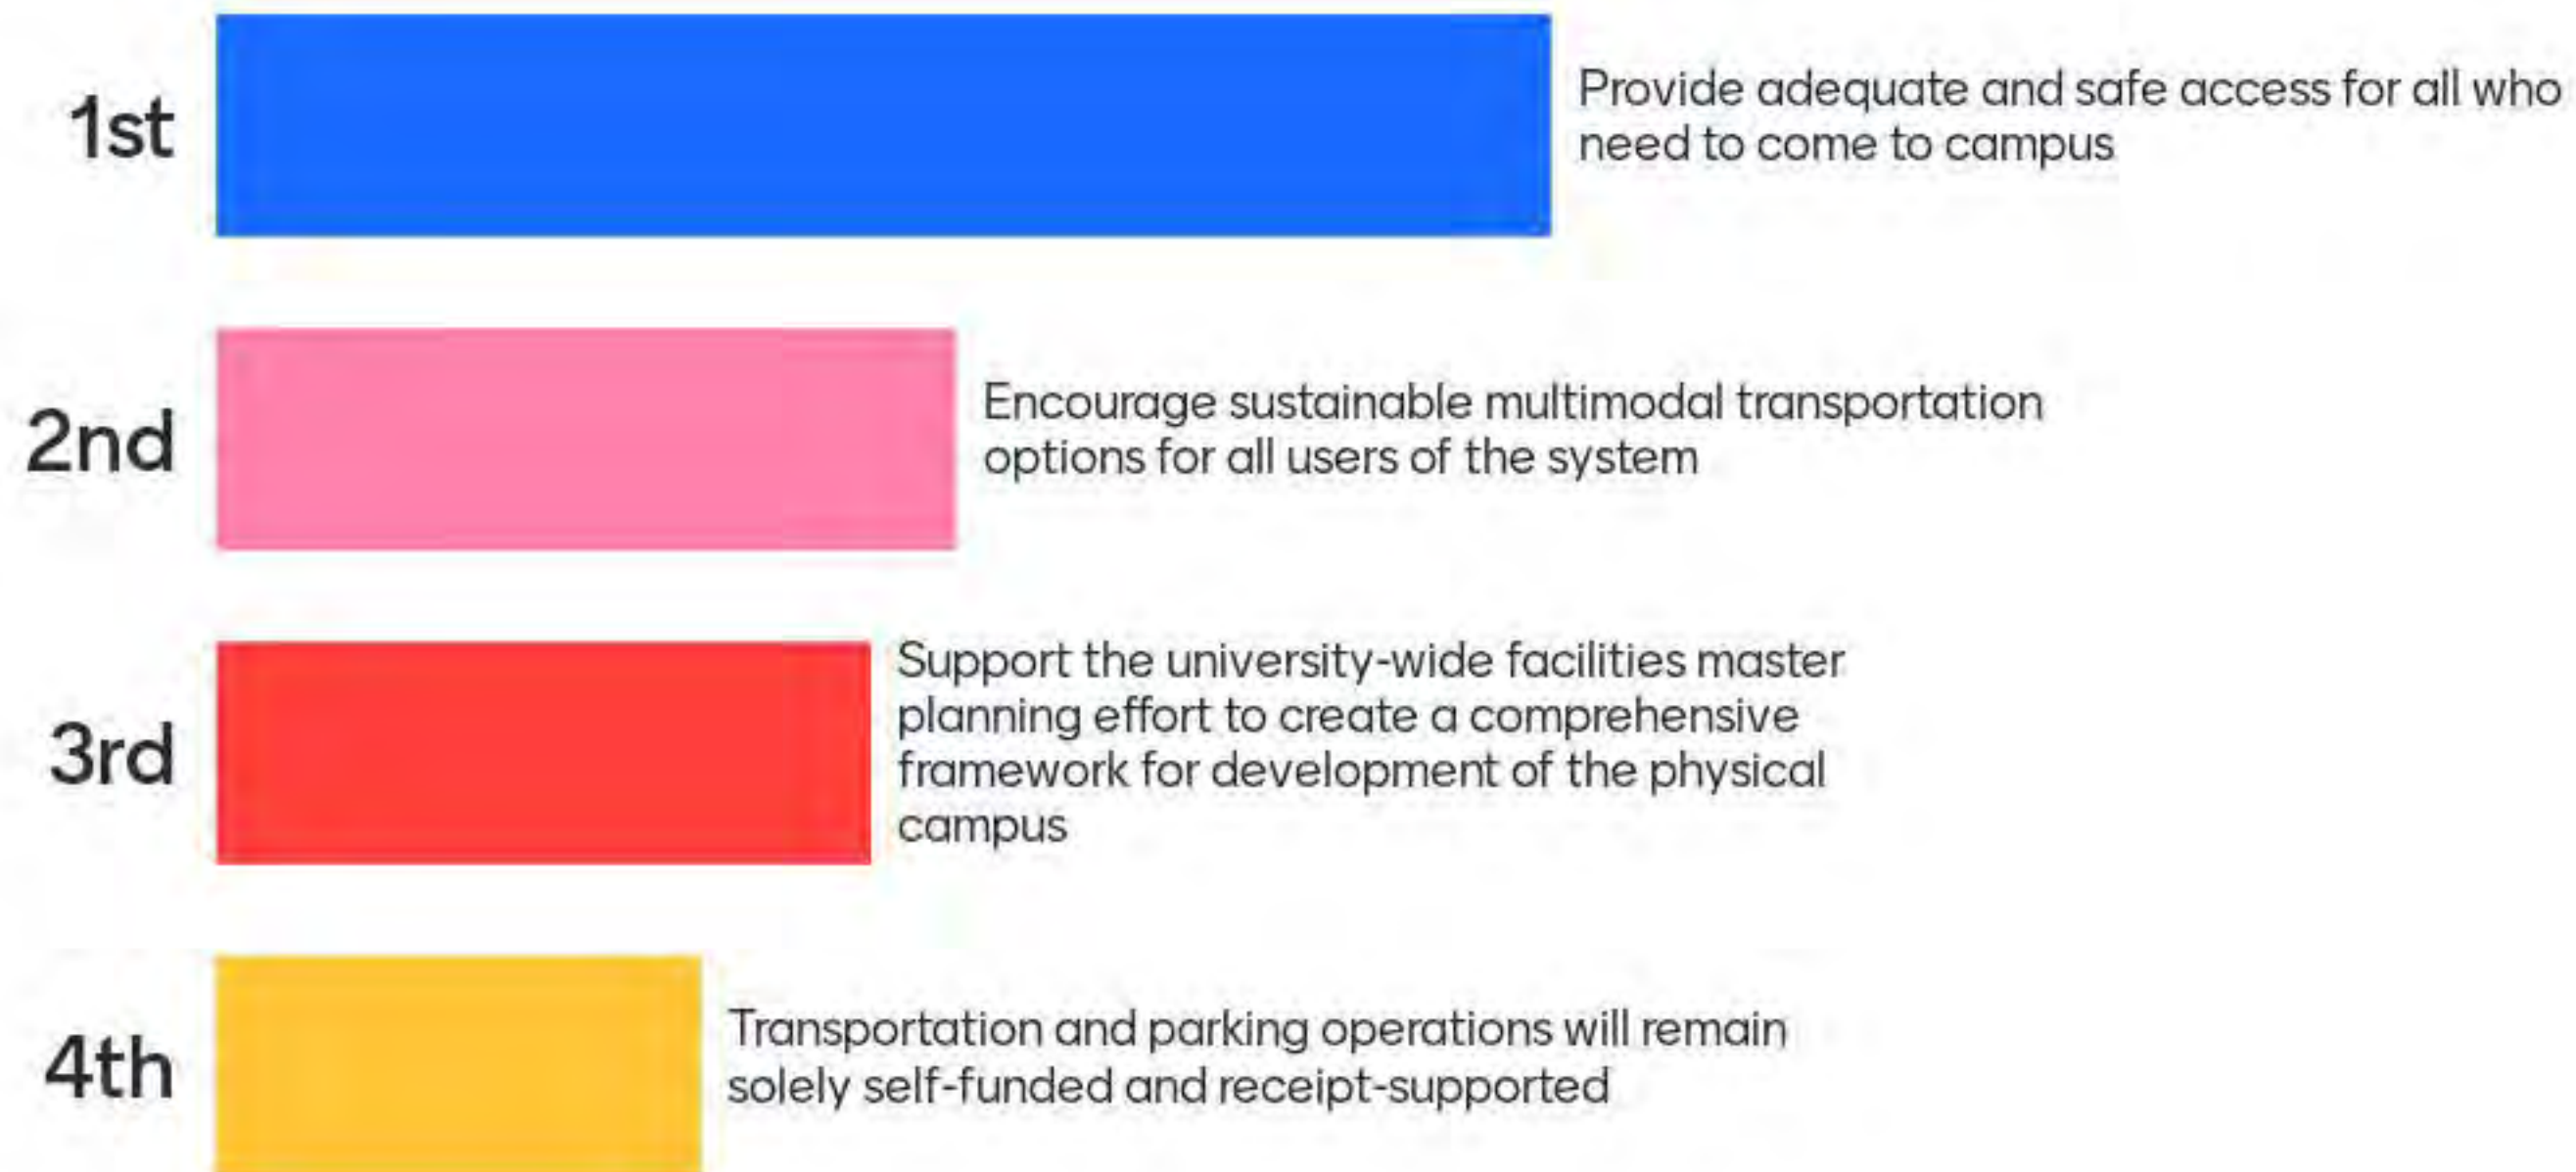 1st
Provide adequate and safe access for all who
need to come to campus
2nd
Encourage sustainable multimodal transportation
options for all users of the system
3rd
Support the university-wide facilities master
planning effort to create a comprehensive
framework for development of the physical
campus
4th
Transportation and parking operations will remain
solely self-funded and receipt-supported